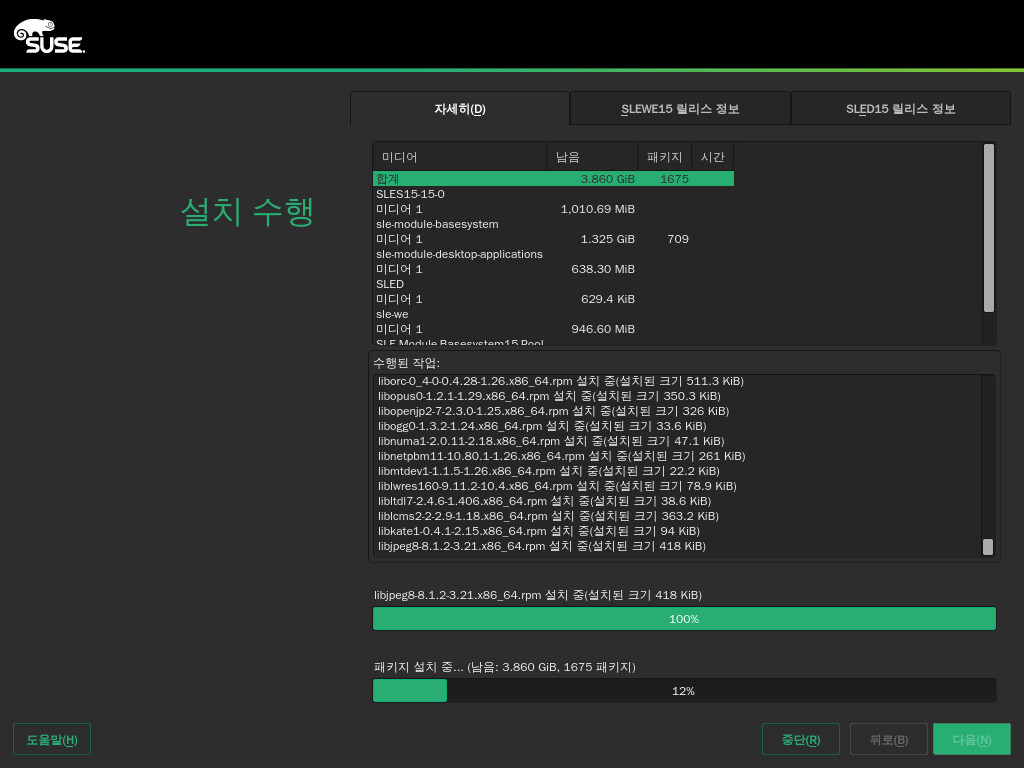 SUSE
자세히(D)
SLEWE15 릴리스 정보
SLED15 릴리스 정보
설치 수행
미디어 남음 패키지 시간
합계 3.860 GiB 1675
SLES15-15-0
미디어 1 1,010.69 MiB
sle-module-basesystem
미디어 1 1.325 GiB 709
sle-module-desktop-applications
미디어 1 638.30 MiB
SLED
미디어 1 629.4 KiB
sle-we
미디어 1 946.60 MiB
SLE Module Basesystem15 Pool
수행된 작업:
liborc-0_4-0-0.4.28-1.26.x86_64.rpm 설치 중(설치된 크기 511.3 KiB)
libopus0-1.2.1-1.29.x86_64.rpm 설치 중(설치된 크기 350.3 KiB)
libopenjp2-7-2.3.0-1.25.x86_64.rpm 설치 중(설치된 크기 326 KiB)
libogg0-1.3.2-1.24.x86_64.rpm 설치 중(설치된 크기 33.6 KiB)
libnuma1-2.0.11-2.18.x86_64.rpm 설치 중(설치된 크기 47.1 KiB)
libnetpbm11-10.80.1-1.26.x86_64.rpm 설치 중(설치된 크기 261 KiB)
libmtdev1-1.1.5-1.26.x86_64.rpm 설치 중(설치된 크기 22.2 KiB)
liblwres160-9.11.2-10.4.x86_64.rpm 설치 중(설치된 크기 78.9 KiB)
libltdl7-2.4.6-1.406.x86_64.rpm 설치 중(설치된 크기 38.6 KiB)
liblcms2-2-2.9-1.18.x86_64.rpm 설치 중(설치된 크기 363.2 KiB)
libkate1-0.4.1-2.15.x86_64.rpm 설치 중(설치된 크기 94 KiB)
libjpeg8-8.1.2-3.21.x86_64.rpm 설치 중(설치된 크기 418 KiB)
libjpeg8-8.1.2-3.21.x86_64.rpm 설치 중(설치된 크기 418 KiB)
100%
패키지 설치 중... (남음: 3.860 GiB, 1675 패키지)
12%
도움말(H)
중단(R)
뒤로(B)
다음(N)